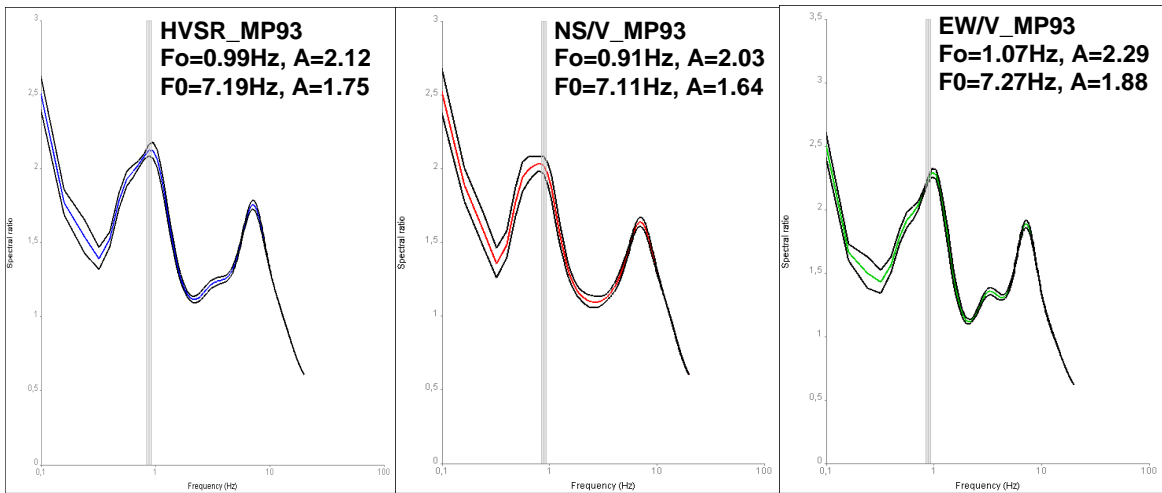 HVSR_MP93
Fo=0.99Hz, A=2.12
F0=7.19Hz, A=1.75
3
2,5
2
1,5
1
0,5
0
Spectral ratio
0,1
1
10
100
Frequency (Hz)
NS/V_MP93
Fo=0.91Hz, A=2.03
F0=7.11Hz, A=1.64
3
2,5
2
1,5
1
0,5
0
Spectral ratio
0,1
1
10
100
Frequency (Hz)
EW/V_MP93
Fo=1.07Hz, A=2.29
F0=7.27Hz, A=1.88
3,5
3
2,5
2
1,5
1
0,5
0
Spectral ratio
0,1
1
10
100
Frequency (Hz)